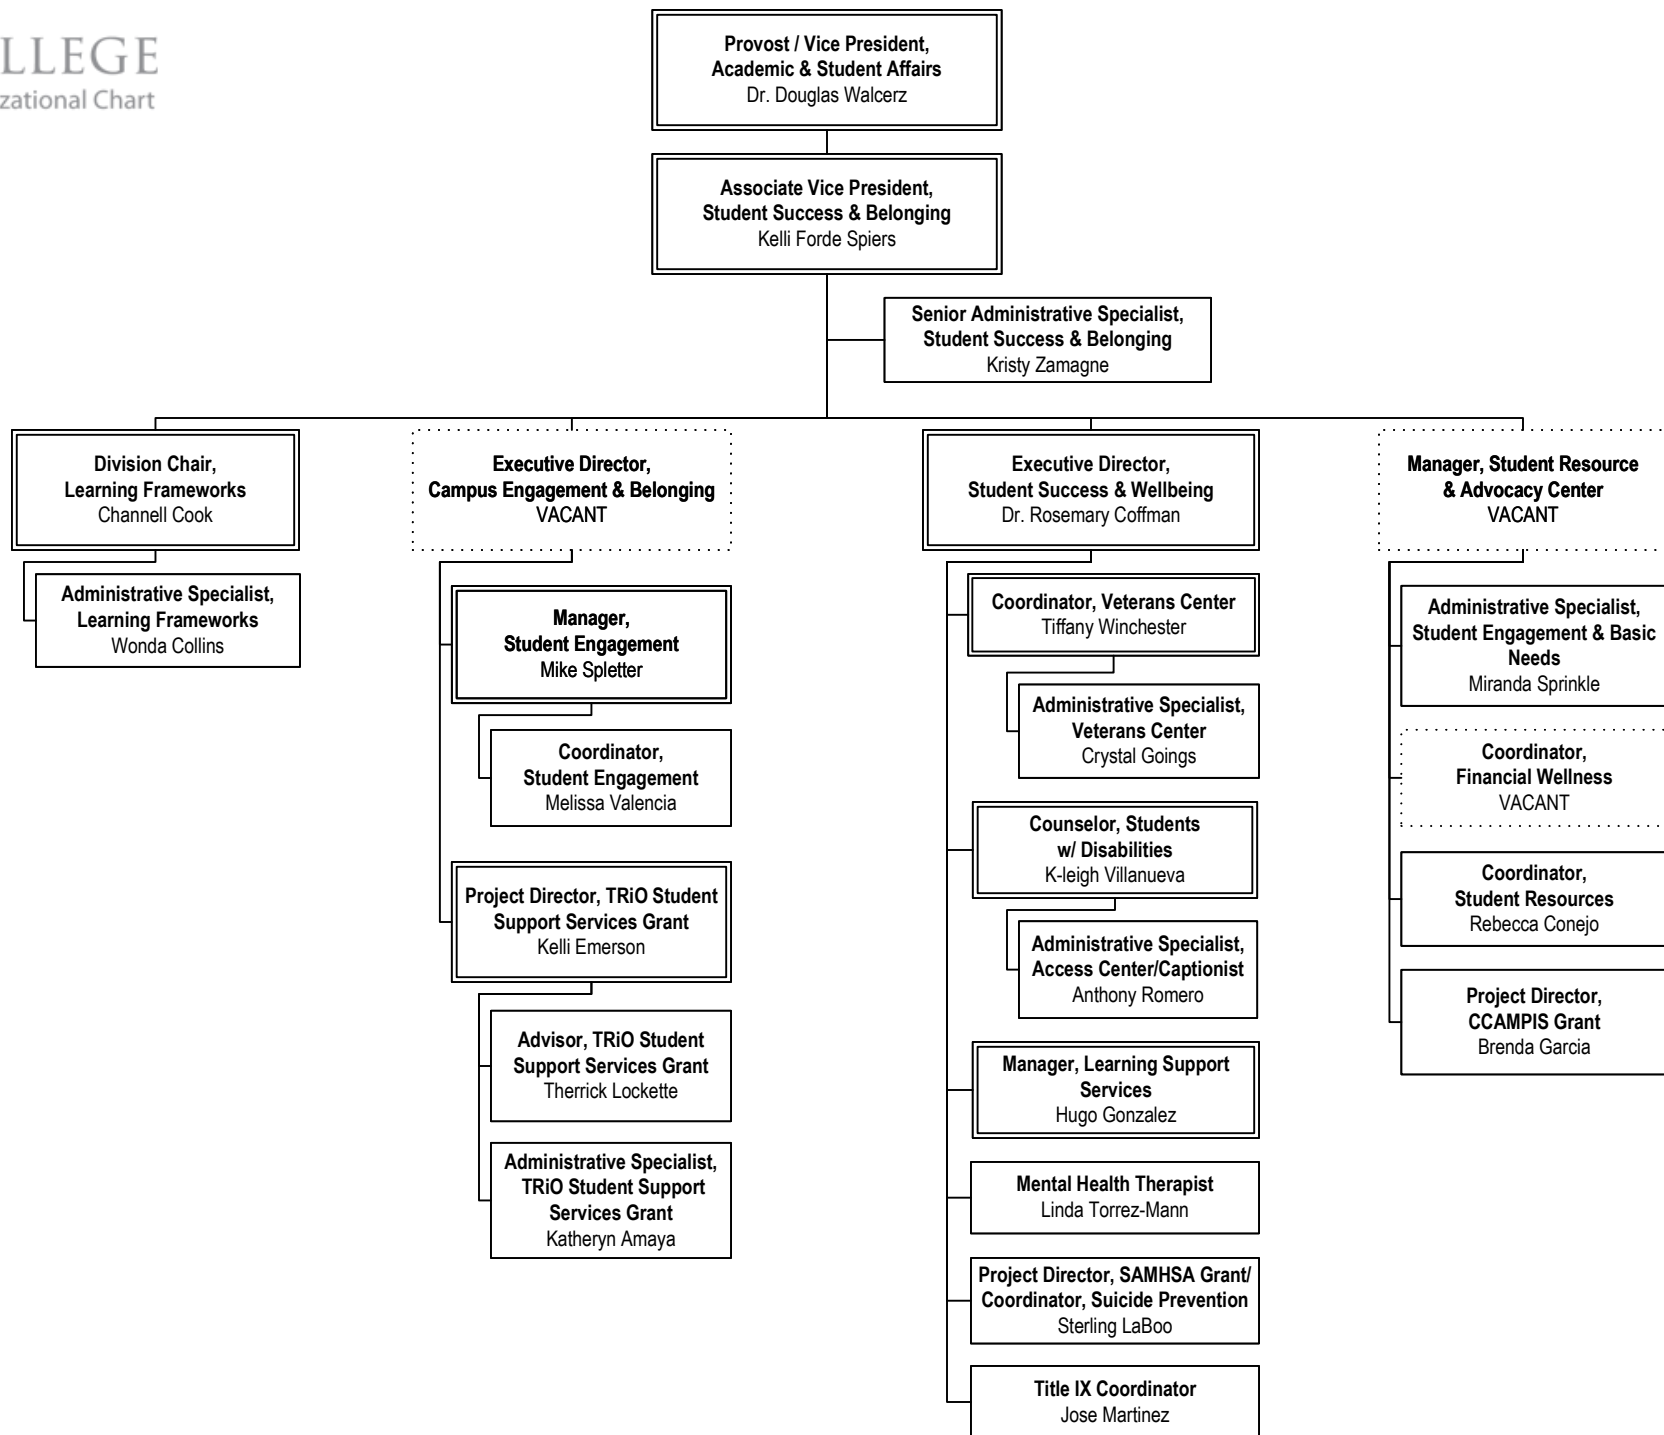 LLEGE
zational Chart
Provost / Vice President,
Academic & Student Affairs
Dr. Douglas Walcerz
Associate Vice President,
Student Success & Belonging
Kelli Forde Spiers
Senior Administrative Specialist,
Student Success & Belonging
Kristy Zamagne
Division Chair,
Learning Frameworks
Channell Cook
Administrative Specialist,
Learning Frameworks
Wonda Collins
Executive Director,
Campus Engagement & Belonging
VACANT
Manager,
Student Engagement
Mike Spletter
Coordinator,
Student Engagement
Melissa Valencia
Project Director, TRiO Student
Support Services Grant
Kelli Emerson
Advisor, TRiO Student
Support Services Grant
Therrick Lockette
Administrative Specialist,
TRiO Student Support
Services Grant
Katheryn Amaya
Executive Director,
Student Success & Wellbeing
Dr. Rosemary Coffman
Coordinator, Veterans Center
Tiffany Winchester
Administrative Specialist,
Veterans Center
Crystal Goings
Counselor, Students
w/ Disabilities
K-leigh Villanueva
Administrative Specialist,
Access Center/Captionist
Anthony Romero
Manager, Learning Support
Services
Hugo Gonzalez
Mental Health Therapist
Linda Torrez-Mann
Project Director, SAMHSA Grant/
Coordinator, Suicide Prevention
Sterling LaBoo
Title IX Coordinator
Jose Martinez
Manager, Student Resource
& Advocacy Center
VACANT
Administrative Specialist,
Student Engagement & Basic
Needs
Miranda Sprinkle
Coordinator,
Financial Wellness
VACANT
Coordinator,
Student Resources
Rebecca Conejo
Project Director,
CCAMPIS Grant
Brenda Garcia